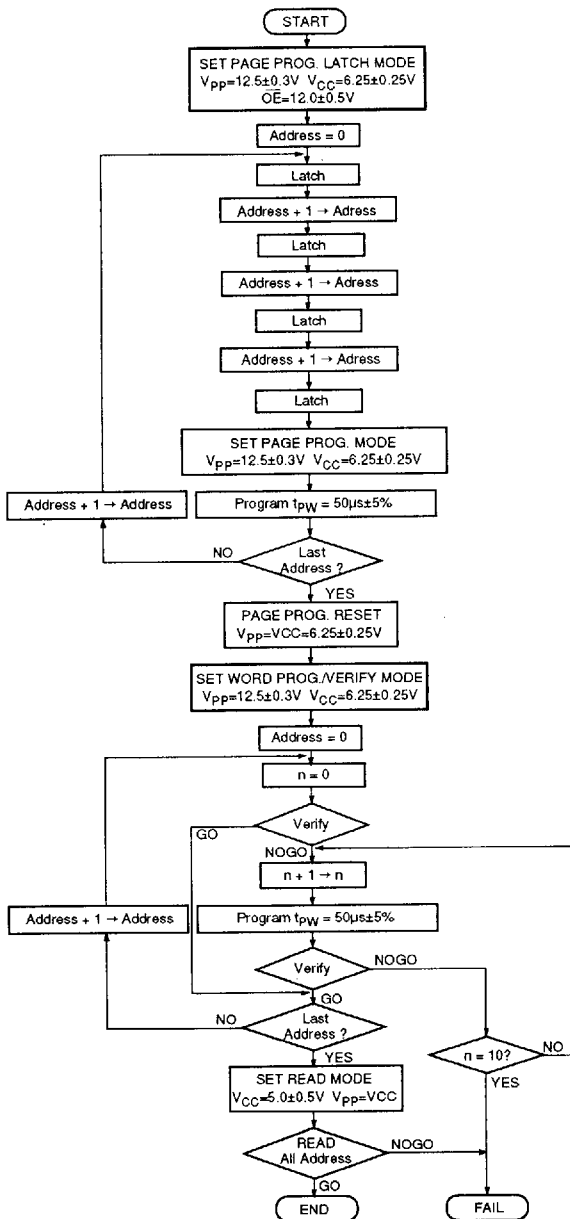 START
SET PAGE PROG. LATCH MODE
VPP=12.5±0.3V VCC=6.25±0.25V
O̅E̅=12.0±0.5V
Address = 0
Latch
Address + 1 → Adress
Latch
Address + 1 → Adress
Latch
Address + 1 → Adress
Latch
SET PAGE PROG. MODE
VPP=12.5±0.3V VCC=6.25±0.25V
Address + 1 → Address
Program tPW = 50µs±5%
NO
Last
Address ?
YES
PAGE PROG. RESET
VPP=VCC=6.25±0.25V
SET WORD PROG./VERIFY MODE
VPP=12.5±0.3V VCC=6.25±0.25V
Address = 0
n = 0
Verify
GO
NOGO
n + 1 → n
Address + 1 → Address
Program tPW = 50µs±5%
Verify
NOGO
GO
NO
Last
Address ?
YES
n = 10?
NO
YES
SET READ MODE
VCC=5.0±0.5V VPP=VCC
READ
All Address
NOGO
GO
END
FAIL